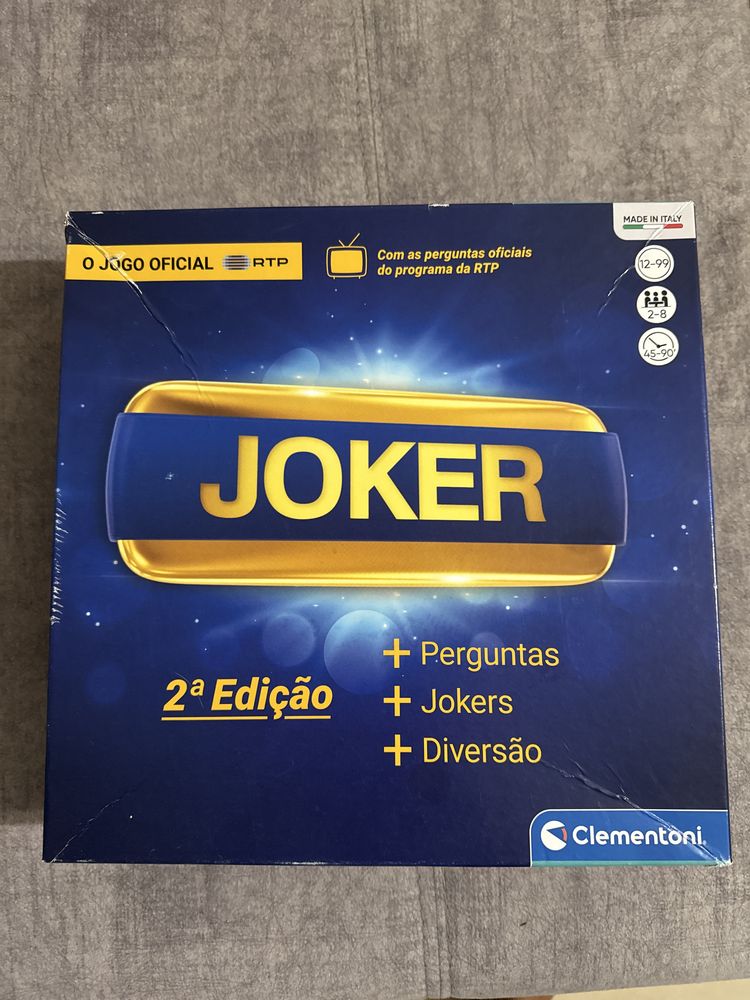 MADE IN ITALY
O JOGO OFICIAL RTP
Com as perguntas oficiais
do programa da RTP
12-99
2-8
45-90'
JOKER
2ª Edição
+ Perguntas
+ Jokers
+ Diversão
Clementoni